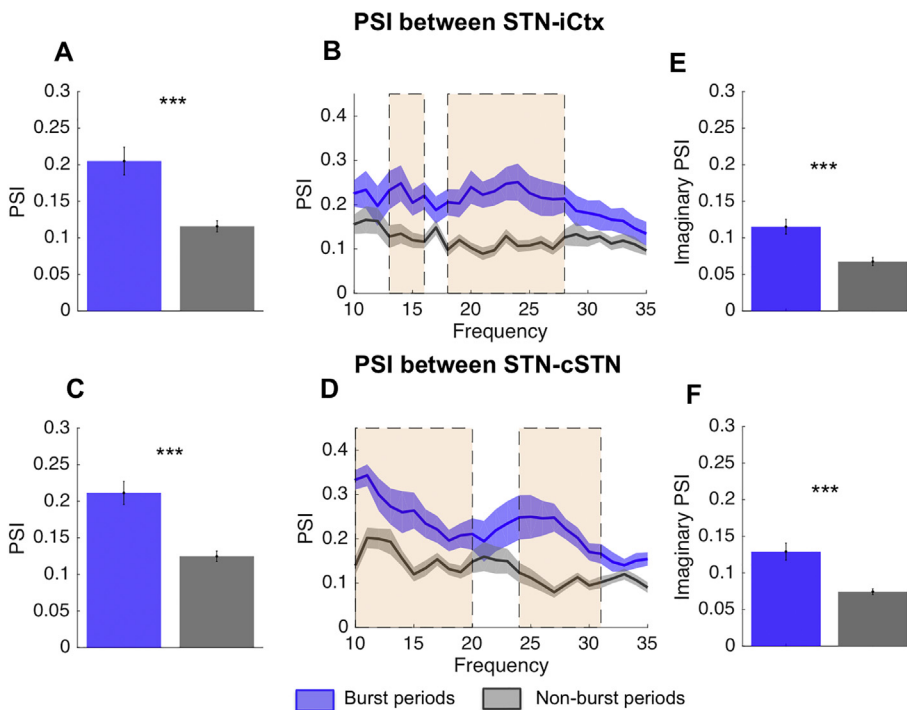 PSI between STN-iCtx
A
0.3
0.25
0.2
0.15
0.1
0.05
0
PSI
***
B
0.4
0.3
0.2
0.1
0
PSI
10 15 20 25 30 35
Frequency
E
0.3
0.25
0.2
0.15
0.1
0.05
0
Imaginary PSI
***
PSI between STN-cSTN
C
0.3
0.25
0.2
0.15
0.1
0.05
0
PSI
***
D
0.4
0.3
0.2
0.1
0
PSI
10 15 20 25 30 35
Frequency
F
0.3
0.25
0.2
0.15
0.1
0.05
0
Imaginary PSI
***
Burst periods Non-burst periods